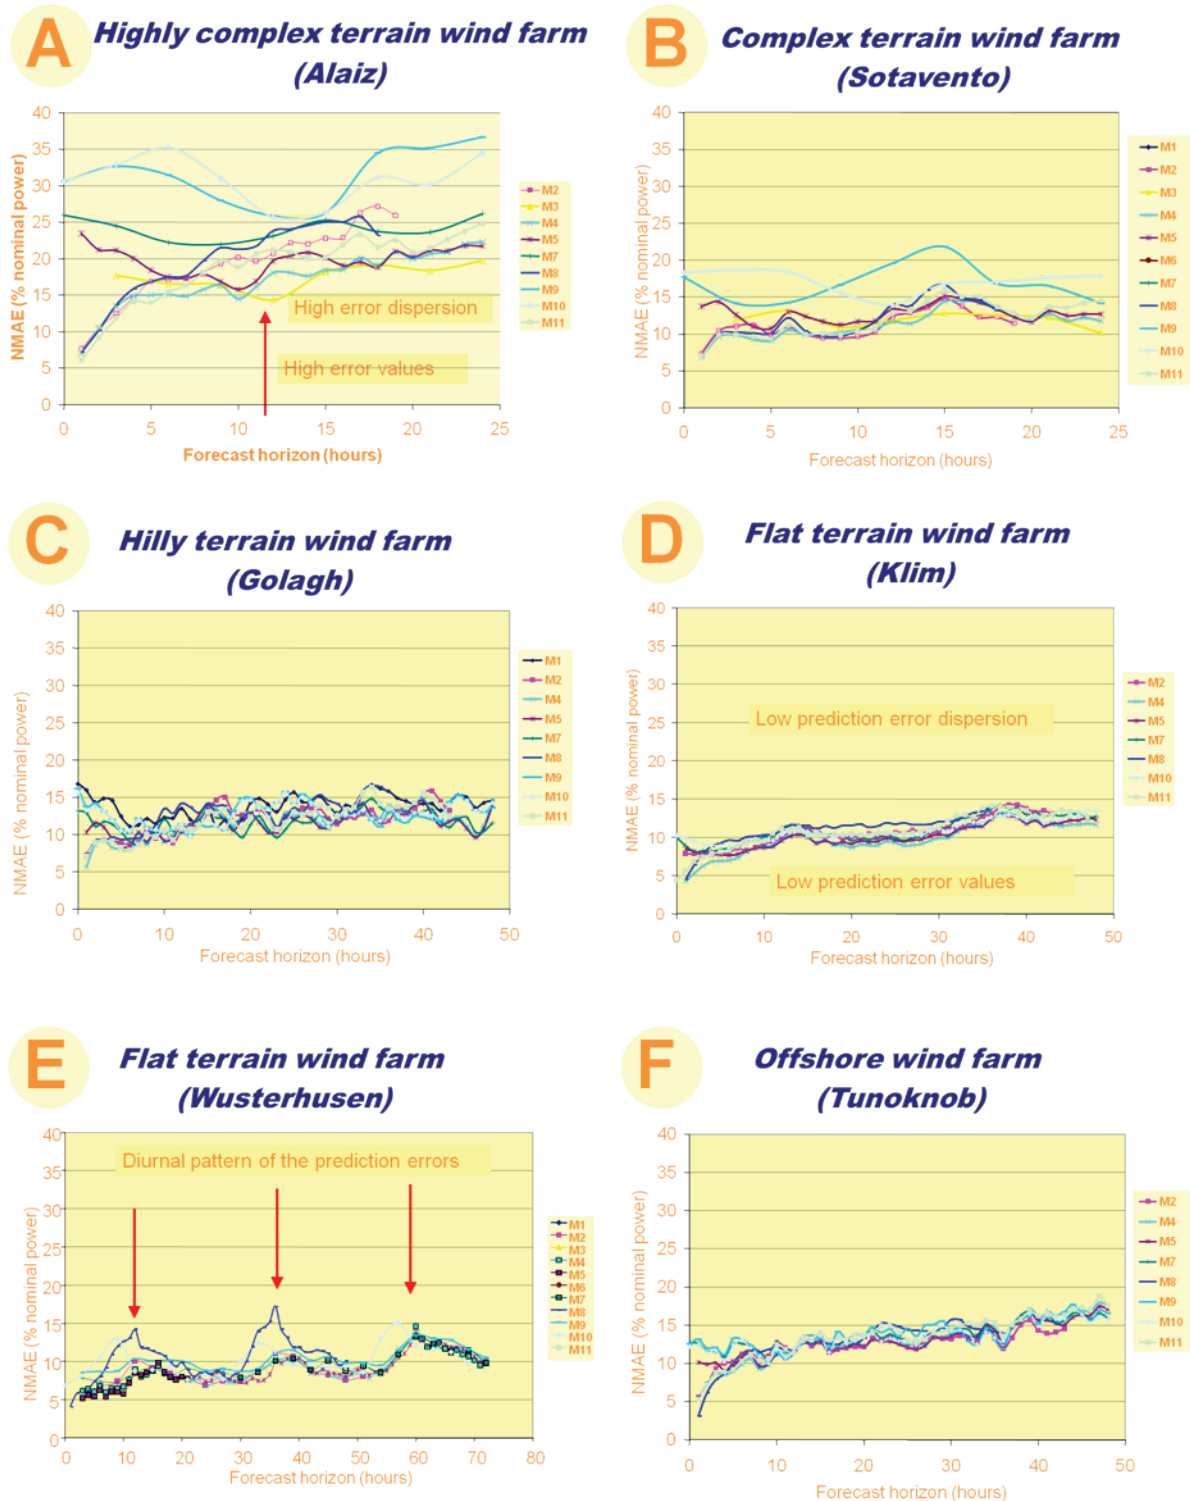 A
Highly complex terrain wind farm
(Alaiz)
NMAE (% nominal power)
40
35
30
25
20
15
10
5
0
0 5 10 15 20 25
Forecast horizon (hours)
High error dispersion
High error values
M2
M3
M4
M5
M7
M8
M9
M10
M11
B
Complex terrain wind farm
(Sotavento)
NMAE (% nominal power)
40
35
30
25
20
15
10
5
0
0 5 10 15 20 25
Forecast horizon (hours)
M1
M2
M3
M4
M5
M6
M7
M8
M9
M10
M11
C
Hilly terrain wind farm
(Golagh)
NMAE (% nominal power)
40
35
30
25
20
15
10
5
0
0 10 20 30 40 50
Forecast horizon (hours)
M1
M2
M4
M5
M7
M8
M9
M10
M11
D
Flat terrain wind farm
(Klim)
NMAE (% nominal power)
40
35
30
25
20
15
10
5
0
0 10 20 30 40 50
Forecast horizon (hours)
Low prediction error dispersion
Low prediction error values
M2
M4
M5
M7
M8
M10
M11
E
Flat terrain wind farm
(Wusterhusen)
NMAE (% nominal power)
40
35
30
25
20
15
10
5
0
0 10 20 30 40 50 60 70 80
Forecast horizon (hours)
Diurnal pattern of the prediction errors
M1
M2
M3
M4
M5
M6
M7
M8
M9
M10
M11
F
Offshore wind farm
(Tunoknob)
NMAE (% nominal power)
40
35
30
25
20
15
10
5
0
0 10 20 30 40 50
Forecast horizon (hours)
M2
M4
M5
M7
M8
M9
M10
M11